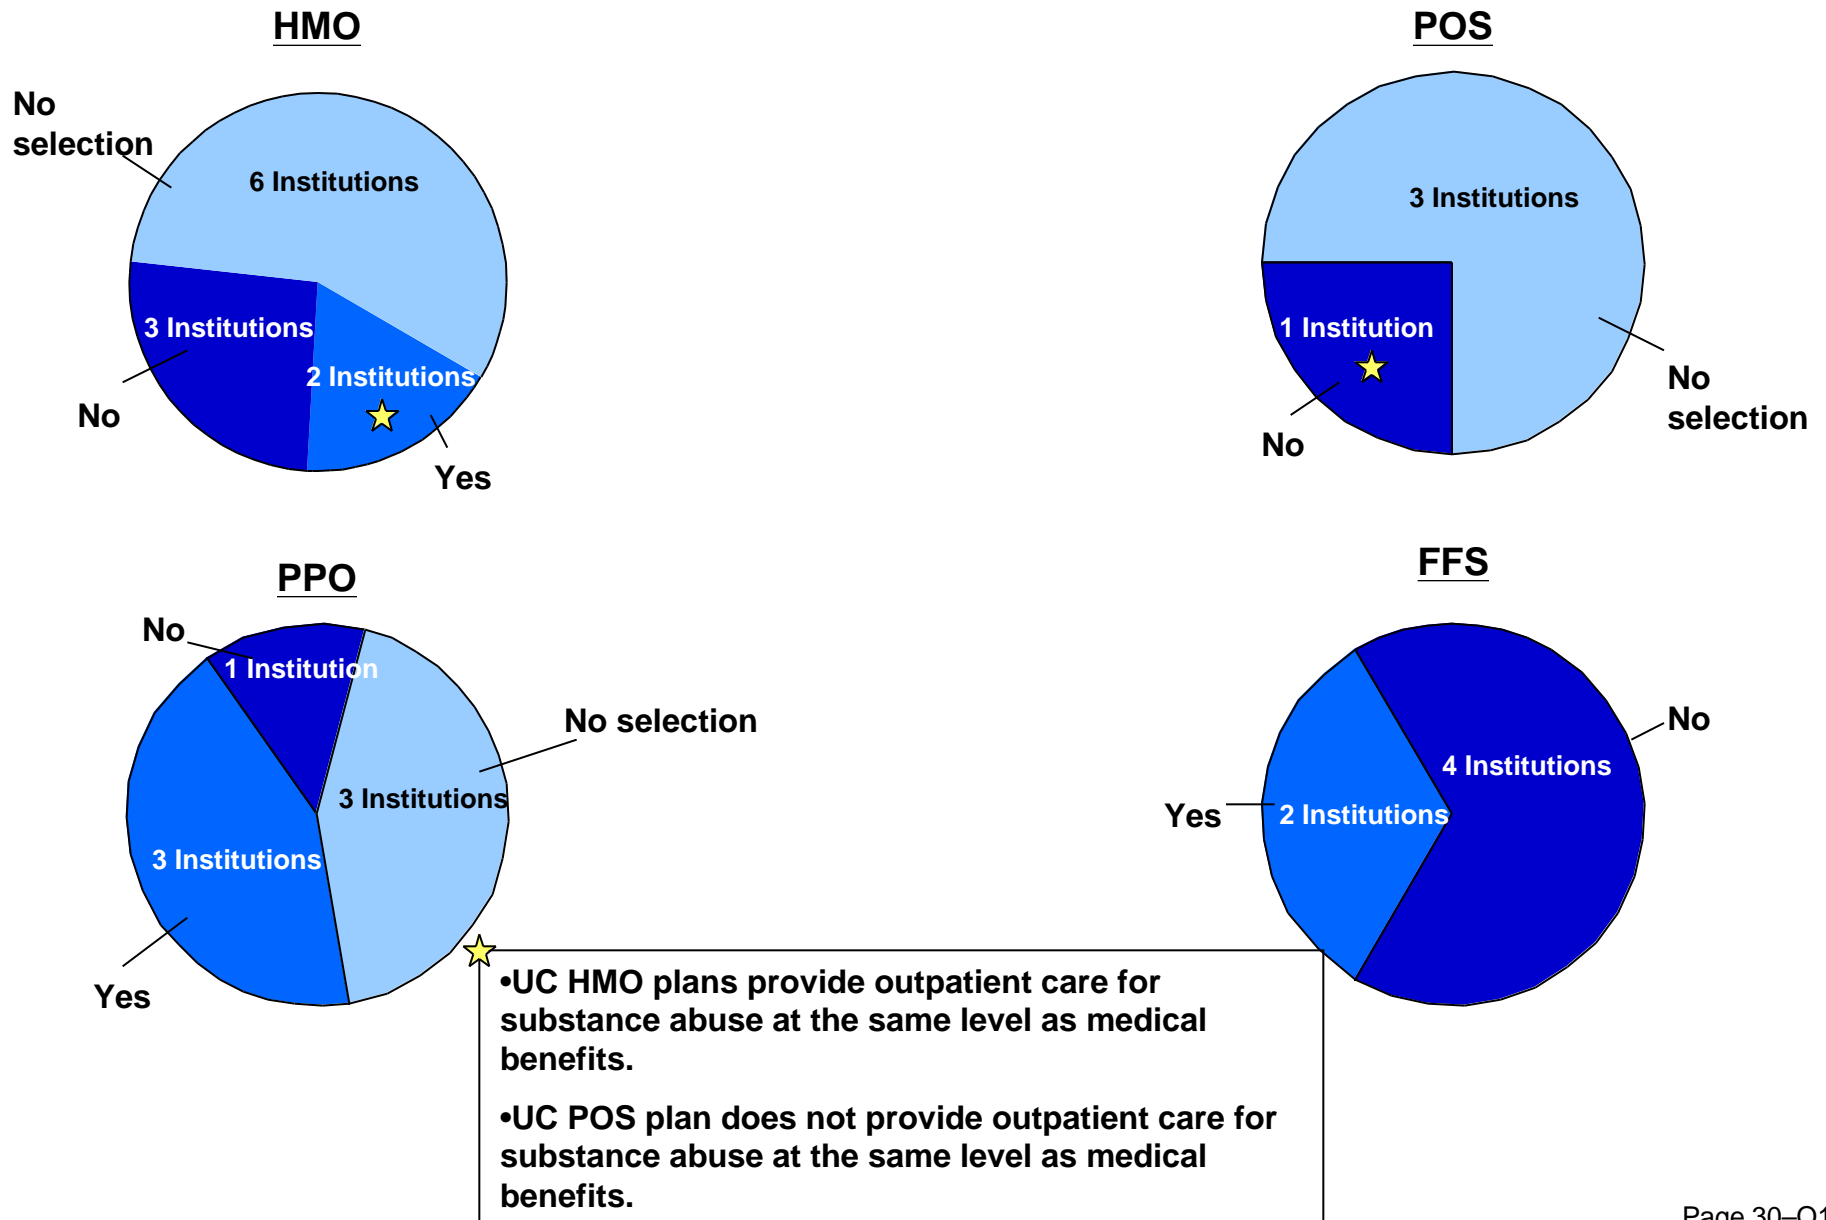 HMO
No
selection
6 Institutions
3 Institutions
2 Institutions
No
Yes
POS
3 Institutions
1 Institution
No
selection
No
PPO
No
1 Institution
No selection
3 Institutions
3 Institutions
Yes
FFS
No
4 Institutions
Yes
2 Institutions
•UC HMO plans provide outpatient care for
substance abuse at the same level as medical
benefits.
•UC POS plan does not provide outpatient care for
substance abuse at the same level as medical
benefits.
Page 30–Q1